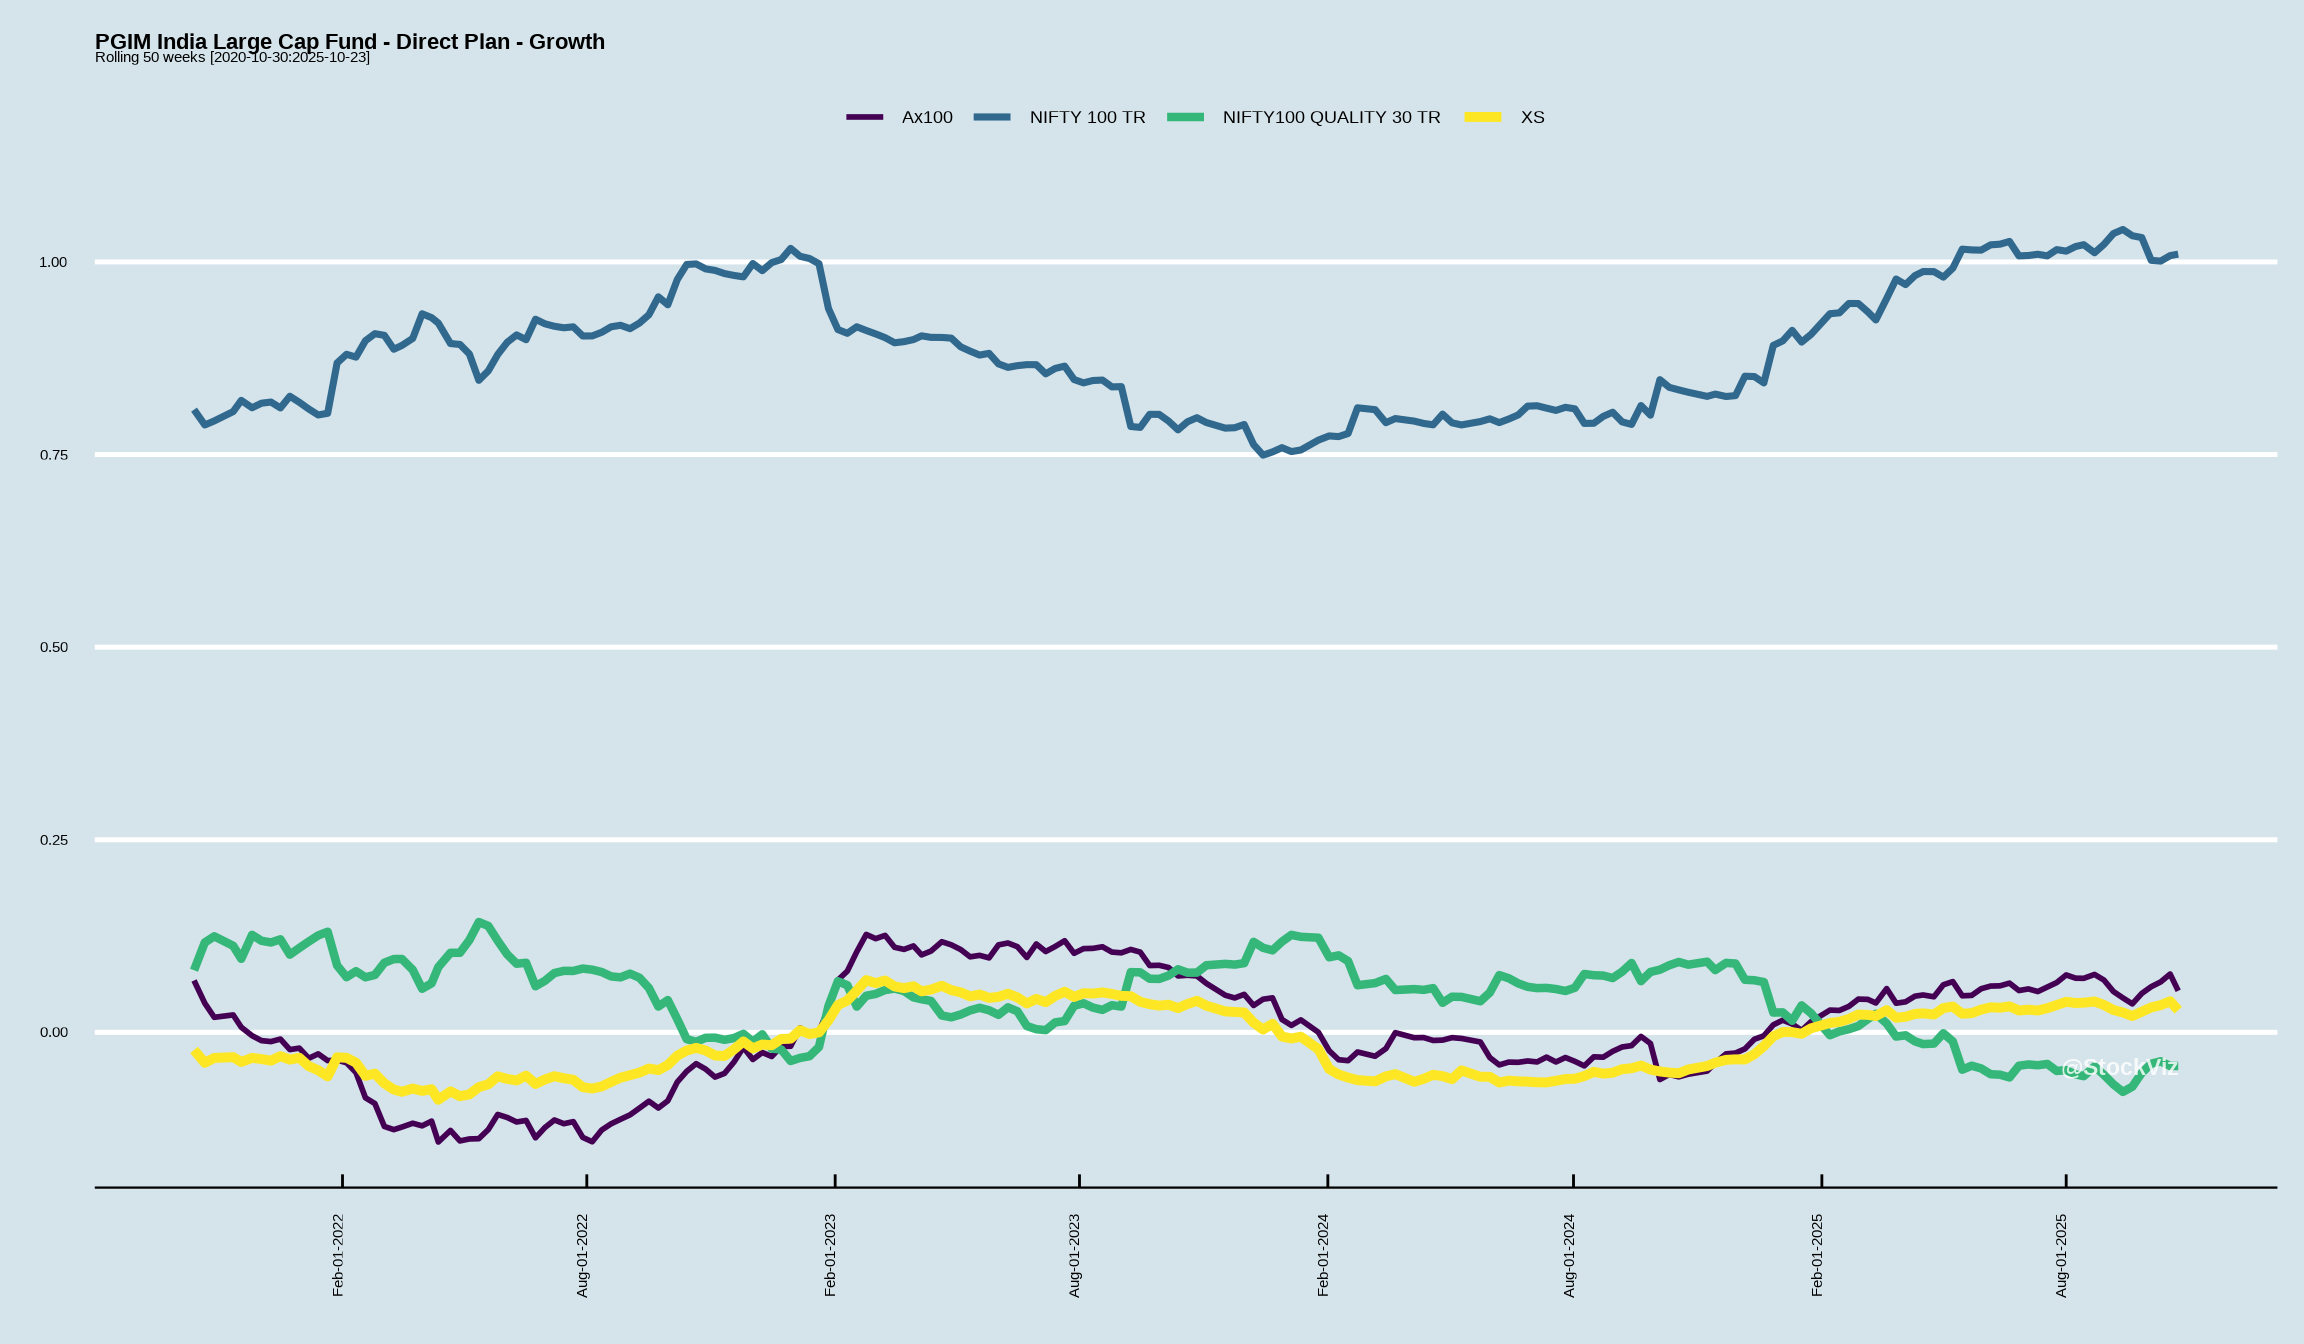 PGIM India Large Cap Fund - Direct Plan - Growth
Rolling 50 weeks [2020-10-30:2025-10-23]
Ax100 NIFTY 100 TR NIFTY100 QUALITY 30 TR XS
1.00
0.75
0.50
0.25
0.00
@StockViz
Feb-01-2022
Aug-01-2022
Feb-01-2023
Aug-01-2023
Feb-01-2024
Aug-01-2024
Feb-01-2025
Aug-01-2025